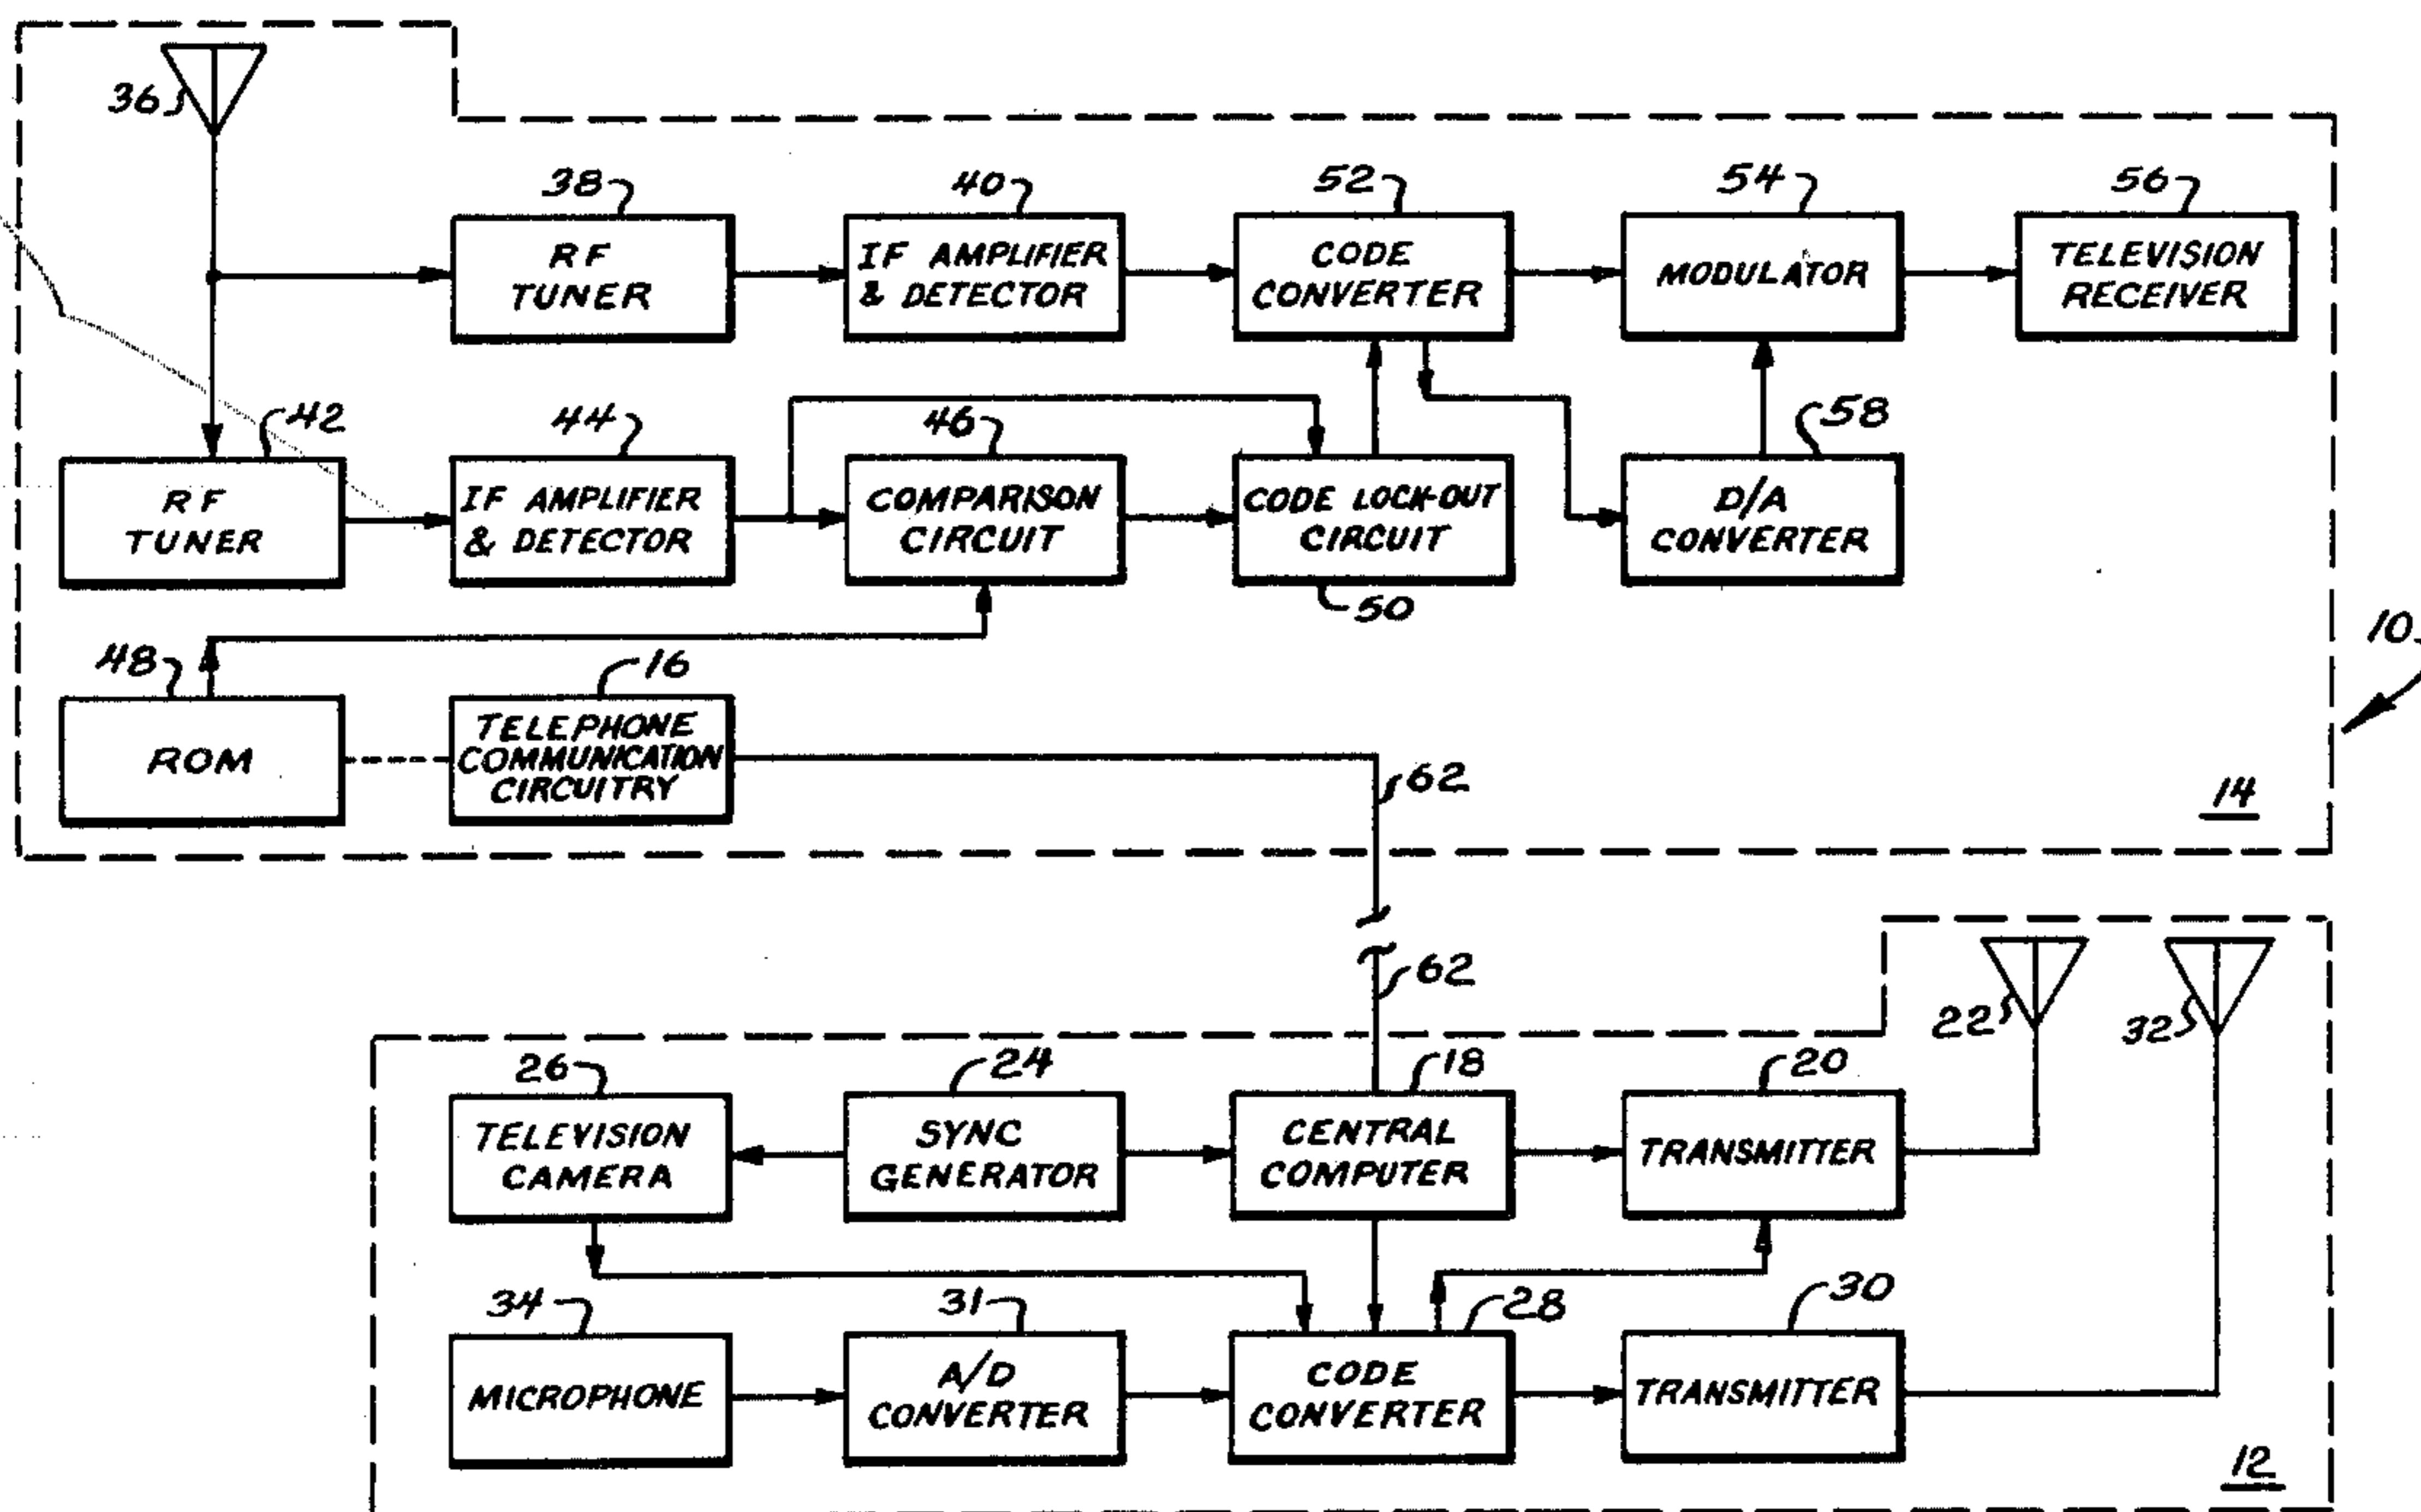 36
38
40
52
54
56
RF
TUNER
IF AMPLIFIER
& DETECTOR
CODE
CONVERTER
MODULATOR
TELEVISION
RECEIVER
42
44
46
58
RF
TUNER
IF AMPLIFIER
& DETECTOR
COMPARISON
CIRCUIT
CODE LOCK-OUT
CIRCUIT
D/A
CONVERTER
50
10
48
16
ROM
TELEPHONE
COMMUNICATION
CIRCUITRY
62
14
62
22
32
26
24
18
20
TELEVISION
CAMERA
SYNC
GENERATOR
CENTRAL
COMPUTER
TRANSMITTER
34
31
28
30
MICROPHONE
A/D
CONVERTER
CODE
CONVERTER
TRANSMITTER
12